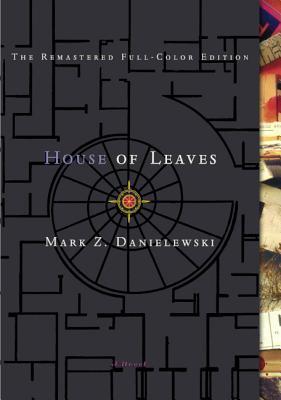 The Remastered Full-Color Edition
House of Leaves
Mark Z. Danielewski
A Novel